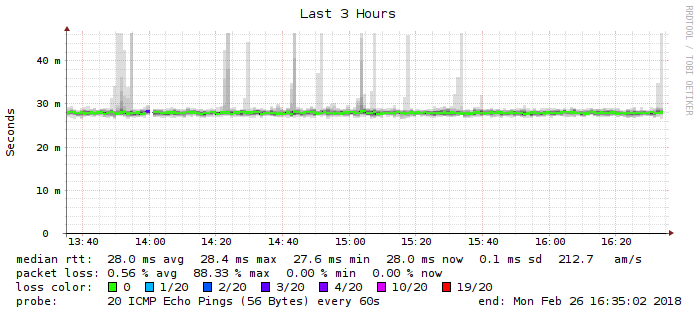 Last 3 Hours
RRDTOOL / TOBI OETIKER
Seconds
40 m
30 m
20 m
10 m
0
13:40 14:00 14:20 14:40 15:00 15:20 15:40 16:00 16:20
median rtt: 28.0 ms avg 28.4 ms max 27.6 ms min 28.0 ms now 0.1 ms sd 212.7 am/s
packet loss: 0.56 % avg 88.33 % max 0.00 % min 0.00 % now
loss color: 0 1/20 2/20 3/20 4/20 10/20 19/20
probe: 20 ICMP Echo Pings (56 Bytes) every 60s end: Mon Feb 26 16:35:02 2018